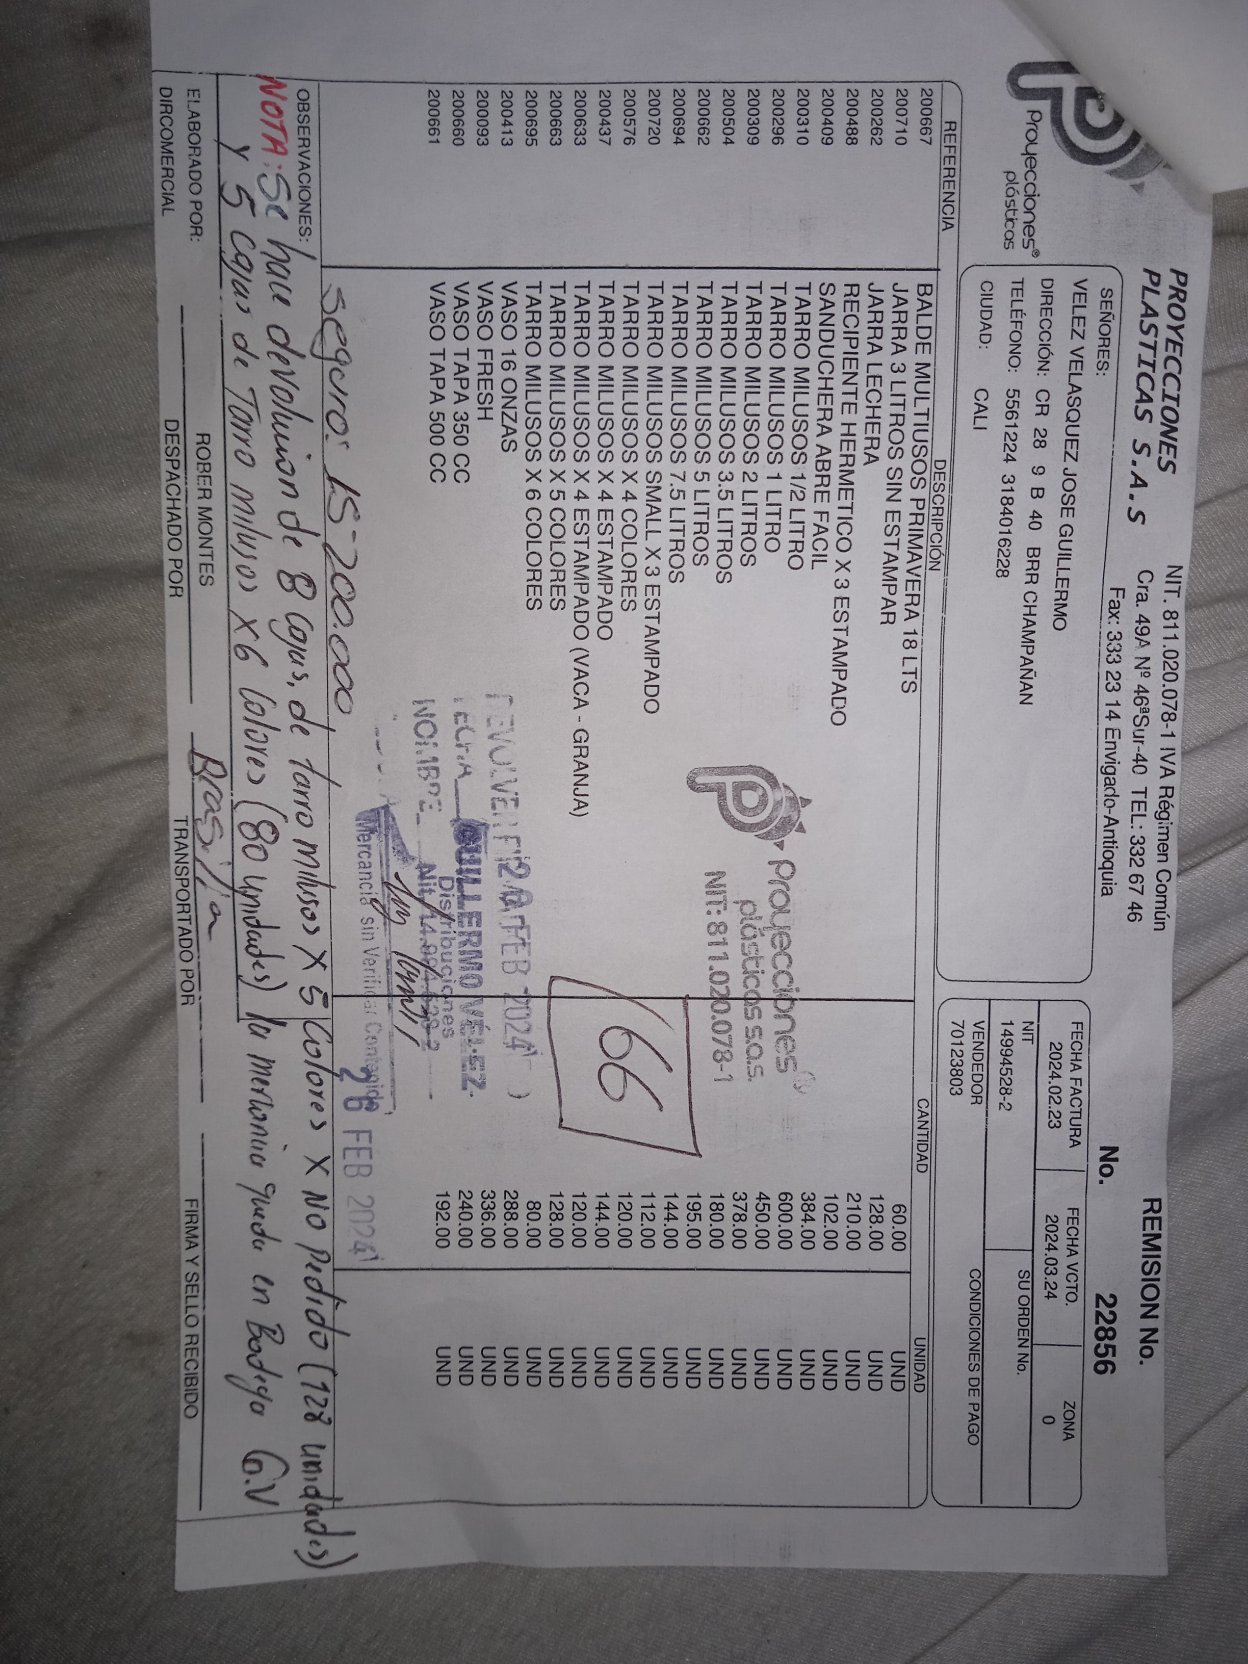 PROYECCIONES
PLASTICAS S.A.S
NIT. 811.020.078-1 IVA Régimen Común
Cra. 49A Nº 46ªSur-40 TEL: 332 67 46
Fax: 333 23 14 Envigado-Antioquia
REMISION No.
No. 22856
Proyecciones®
plásticos
SEÑORES:
VELEZ VELASQUEZ JOSE GUILLERMO
DIRECCIÓN: CR 28 9 B 40 BRR CHAMPAÑAN
TELÉFONO: 5561224 3184016228
CIUDAD: CALI
FECHA FACTURA FECHA VCTO. ZONA
2024.02.23 2024.03.24 0
NIT SU ORDEN No.
14994528-2
VENDEDOR CONDICIONES DE PAGO
70123803
REFERENCIA DESCRIPCIÓN CANTIDAD UNIDAD
200667 BALDE MULTIUSOS PRIMAVERA 18 LTS 60.00 UND
200710 JARRA 3 LITROS SIN ESTAMPAR 128.00 UND
200262 JARRA LECHERA 210.00 UND
200488 RECIPIENTE HERMETICO X 3 ESTAMPADO 102.00 UND
200409 SANDUCHERA ABRE FACIL 384.00 UND
200310 TARRO MILUSOS 1/2 LITRO 600.00 UND
200296 TARRO MILUSOS 1 LITRO 450.00 UND
200309 TARRO MILUSOS 2 LITROS 378.00 UND
200504 TARRO MILUSOS 3.5 LITROS 180.00 UND
200662 TARRO MILUSOS 5 LITROS 195.00 UND
200694 TARRO MILUSOS 7.5 LITROS 144.00 UND
200720 TARRO MILUSOS SMALL X 3 ESTAMPADO 112.00 UND
200576 TARRO MILUSOS X 4 COLORES 120.00 UND
200437 TARRO MILUSOS X 4 ESTAMPADO 144.00 UND
200633 TARRO MILUSOS X 4 ESTAMPADO (VACA - GRANJA) 120.00 UND
200663 TARRO MILUSOS X 5 COLORES 128.00 UND
200695 TARRO MILUSOS X 6 COLORES 80.00 UND
200413 VASO 16 ONZAS 288.00 UND
200093 VASO FRESH 336.00 UND
200660 VASO TAPA 350 CC 240.00 UND
200661 VASO TAPA 500 CC 192.00 UND
Proyecciones
plásticos s.a.s.
NIT: 811.020.078-1
66
FEB 2024
GUILLERMO VÉLEZ
Distribuciones
NOMBRE
Mercancía sin Verificar Contenido
26 FEB 2024
seguro: 15-200.000
OBSERVACIONES:
NOTA: Se hace devolucion de 8 cajas, de tarro milusos X 5 Colores X No pedido (128 unidades)
y 5 cajas de Tarro milusos X6 Colores (80 unidades) la mercancia queda en Bodega G.V
ELABORADO POR: ROBER MONTES Brasilia
DIRCOMERCIAL DESPACHADO POR TRANSPORTADO POR FIRMA Y SELLO RECIBIDO